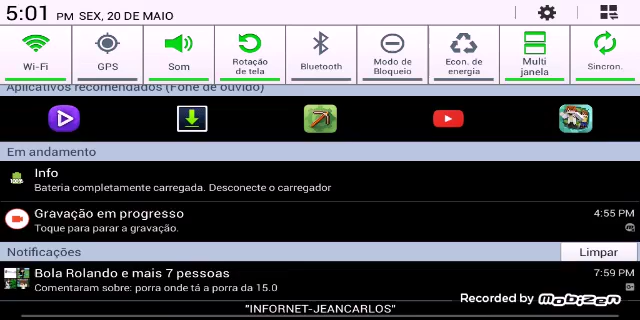 5:01 PM SEX, 20 DE MAIO
Wi-Fi
GPS
Som
Rotação de tela
Bluetooth
Modo de Bloqueio
Econ. de energia
Multi janela
Sincron.
Aplicativos recomendados (Fone de ouvido)
Em andamento
100%
Info
Bateria completamente carregada. Desconecte o carregador
Gravação em progresso
4:55 PM
Toque para parar a gravação.
Notificações
Limpar
Bola Rolando e mais 7 pessoas
7:59 PM
Comentaram sobre: porra onde tá a porra da 15.0
Recorded by Mobizen
"INFORNET-JEANCARLOS"